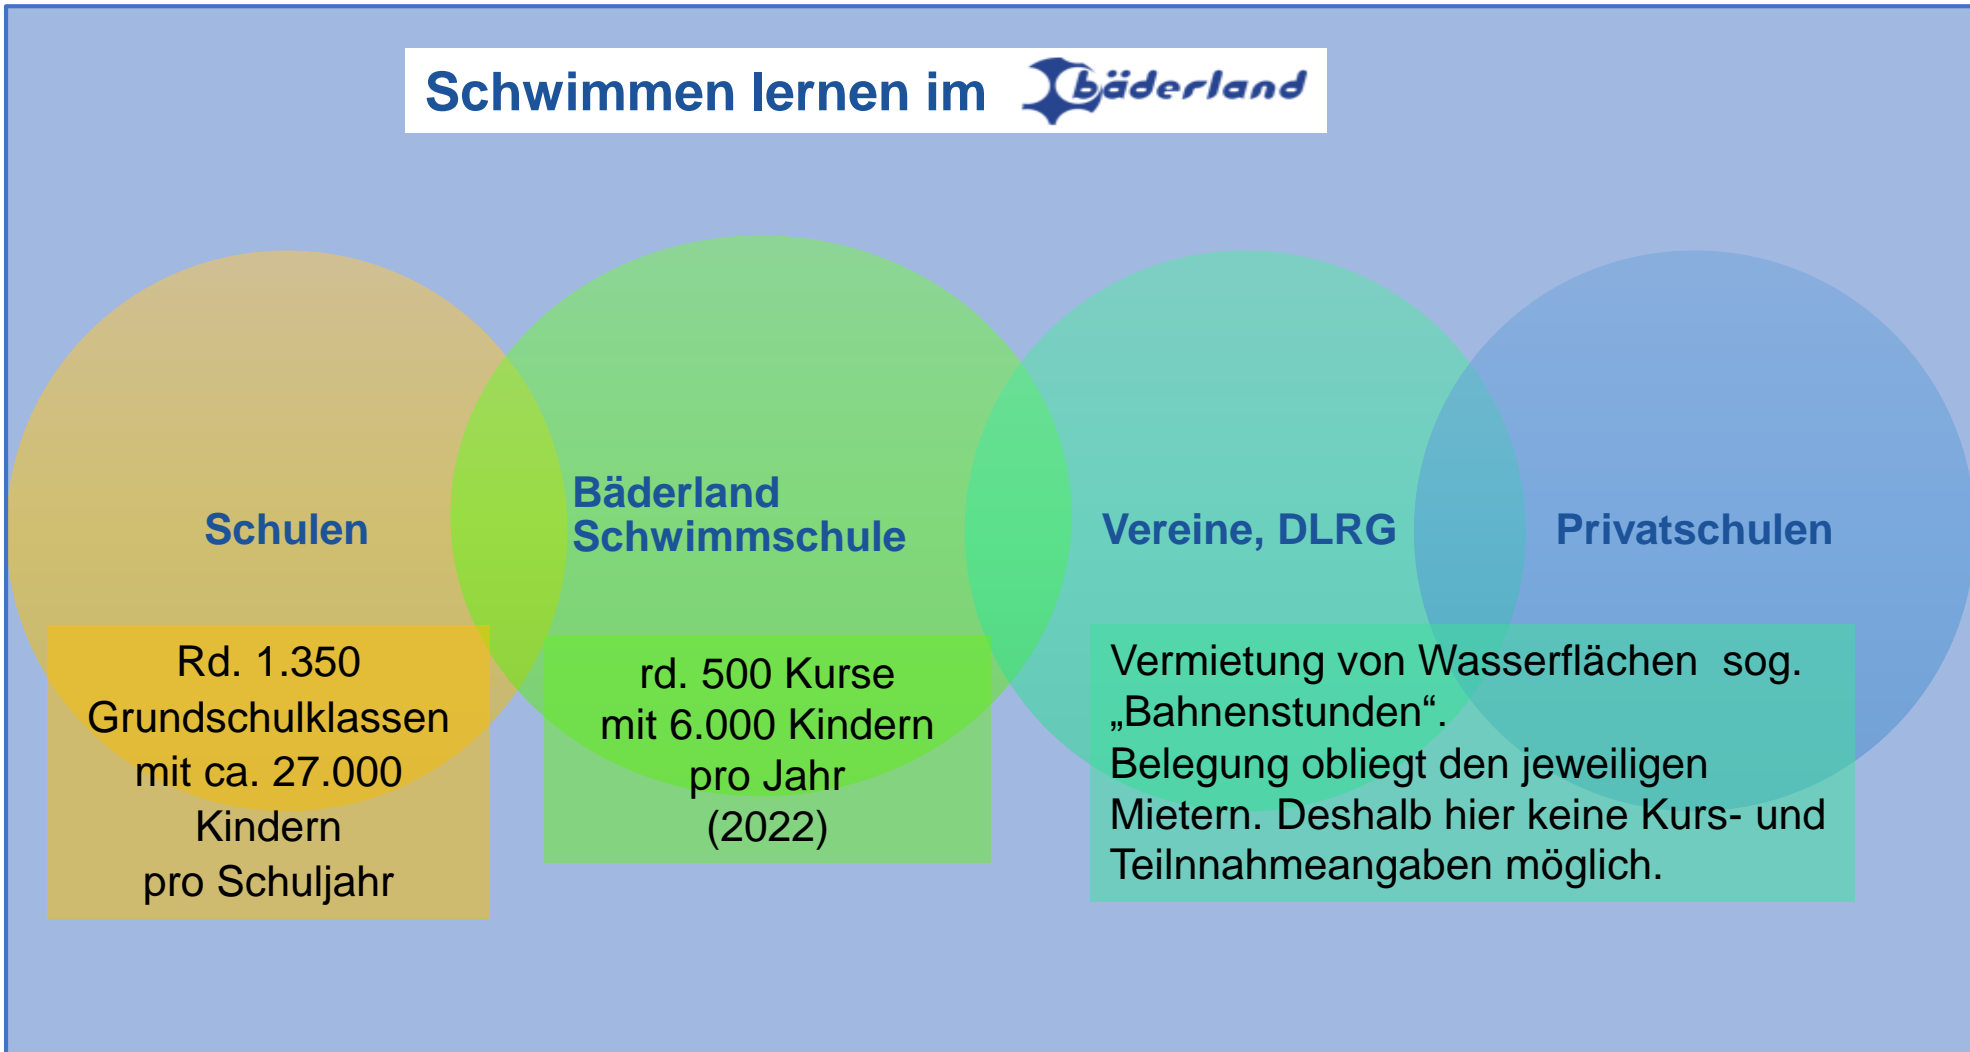 Schwimmen lernen im bäderland
Schulen
Bäderland
Schwimmschule
Vereine, DLRG
Privatschulen
Rd. 1.350
Grundschulklassen
mit ca. 27.000
Kindern
pro Schuljahr
rd. 500 Kurse
mit 6.000 Kindern
pro Jahr
(2022)
Vermietung von Wasserflächen  sog.
„Bahnenstunden“.
Belegung obliegt den jeweiligen
Mietern. Deshalb hier keine Kurs- und
Teilnnahmeangaben möglich.